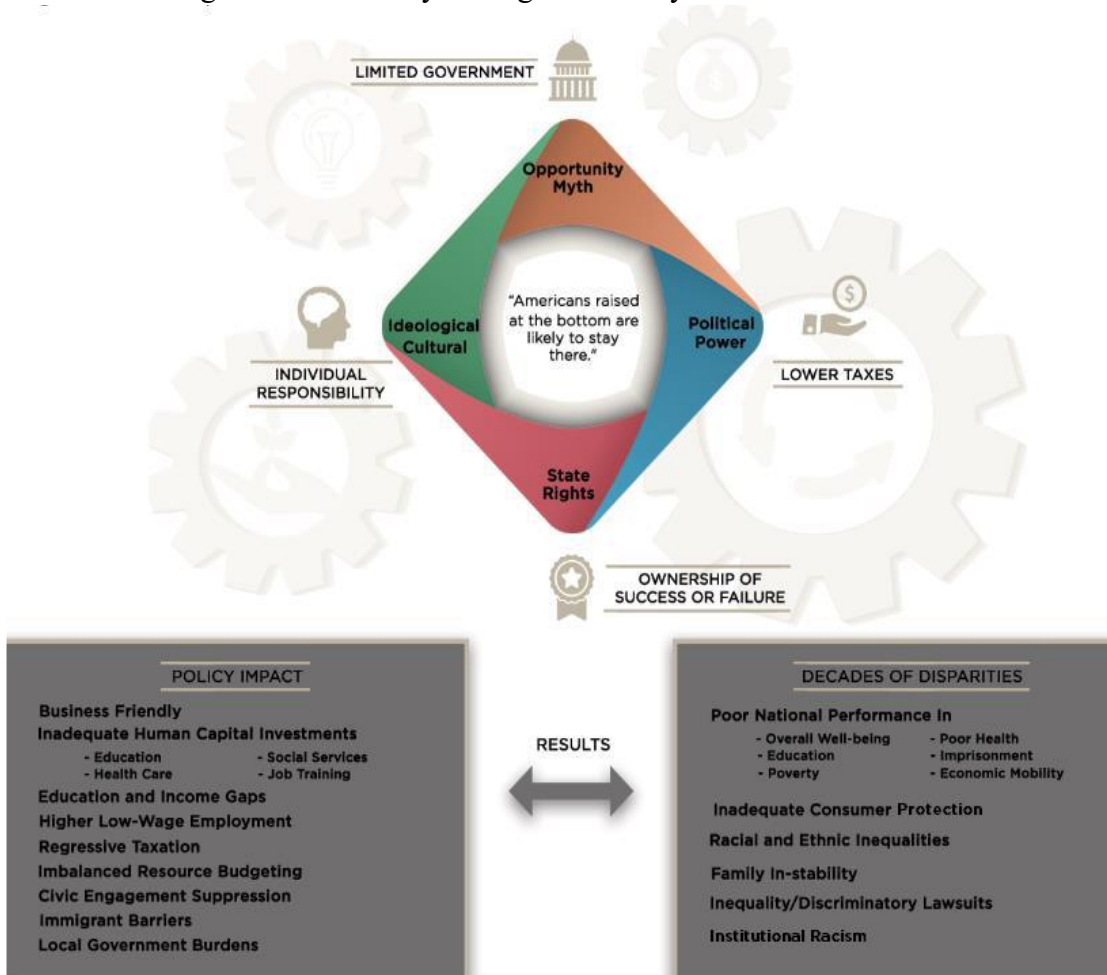 LIMITED GOVERNMENT
Opportunity
Myth
"Americans raised
at the bottom are
likely to stay
there."
Ideological
Cultural
Political
Power
INDIVIDUAL
RESPONSIBILITY
LOWER TAXES
State
Rights
OWNERSHIP OF
SUCCESS OR FAILURE
POLICY IMPACT
Business Friendly
Inadequate Human Capital Investments
- Education
- Social Services
- Health Care
- Job Training
Education and Income Gaps
Higher Low-Wage Employment
Regressive Taxation
Imbalanced Resource Budgeting
Civic Engagement Suppression
Immigrant Barriers
Local Government Burdens
RESULTS
DECADES OF DISPARITIES
Poor National Performance In
- Overall Well-being
- Poor Health
- Education
- Imprisonment
- Poverty
- Economic Mobility
Inadequate Consumer Protection
Racial and Ethnic Inequalities
Family In-stability
Inequality/Discriminatory Lawsuits
Institutional Racism